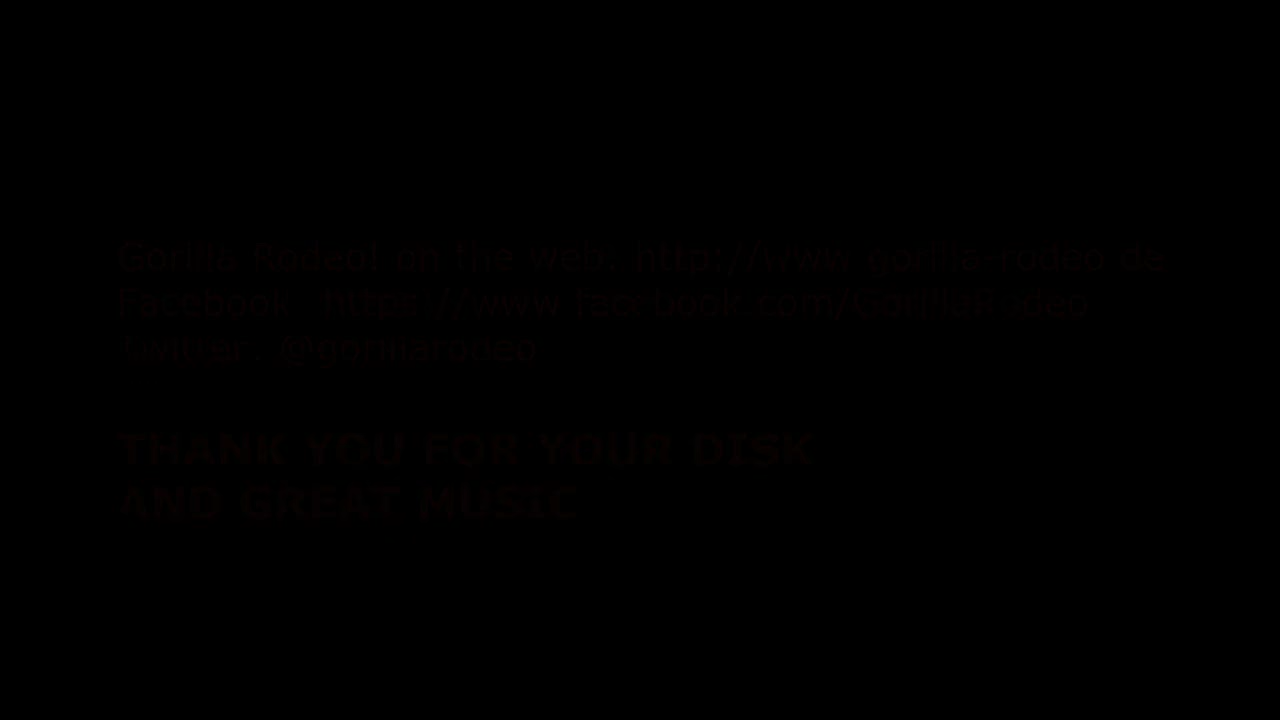 Gorilla Rodeo! on the web: http://www.gorilla-rodeo.de
Facebook: https://www.facebook.com/GorillaRodeo
Twitter: @gorillarodeo
THANK YOU FOR YOUR DISK
AND GREAT MUSIC